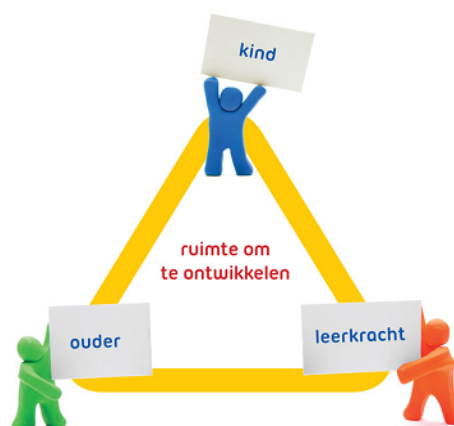 kind
ruimte om
te ontwikkelen
ouder
leerkracht